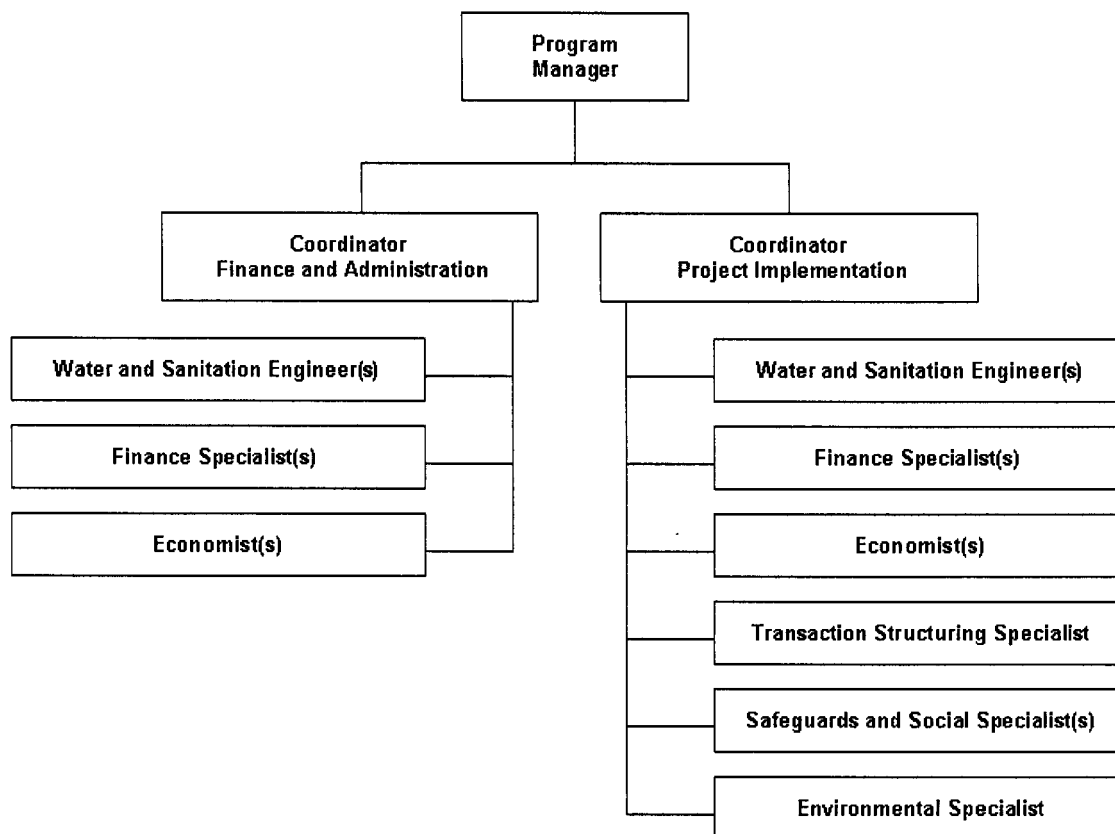 Program
Manager
Coordinator
Finance and Administration
Water and Sanitation Engineer(s)
Finance Specialist(s)
Economist(s)
Coordinator
Project Implementation
Water and Sanitation Engineer(s)
Finance Specialist(s)
Economist(s)
Transaction Structuring Specialist
Safeguards and Social Specialist(s)
Environmental Specialist